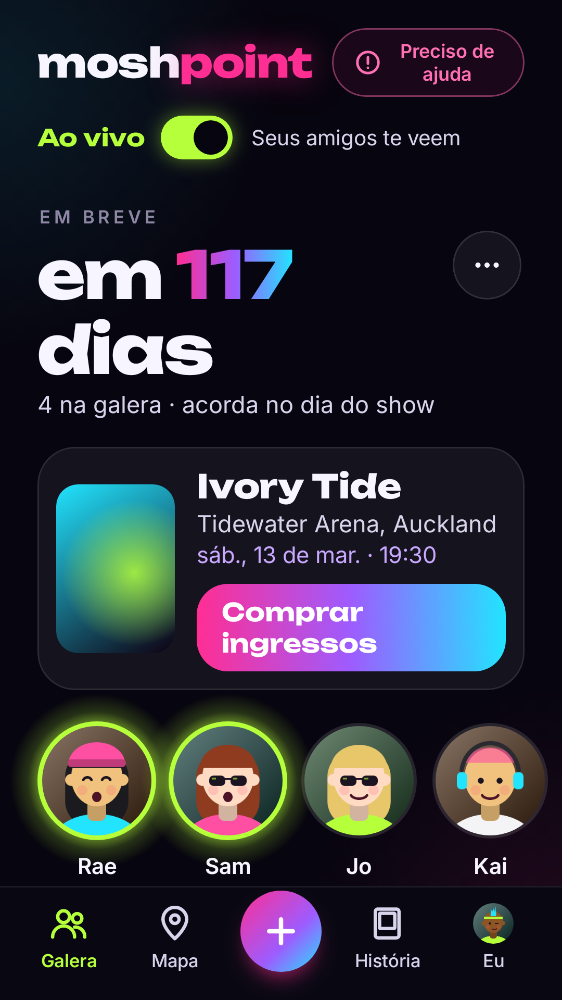 moshpoint
Preciso de
ajuda
Ao vivo
Seus amigos te veem
EM BREVE
em 117
dias
4 na galera · acorda no dia do show
Ivory Tide
Tidewater Arena, Auckland
sáb., 13 de mar. · 19:30
Comprar
ingressos
Rae
Sam
Jo
Kai
Galera
Mapa
História
Eu